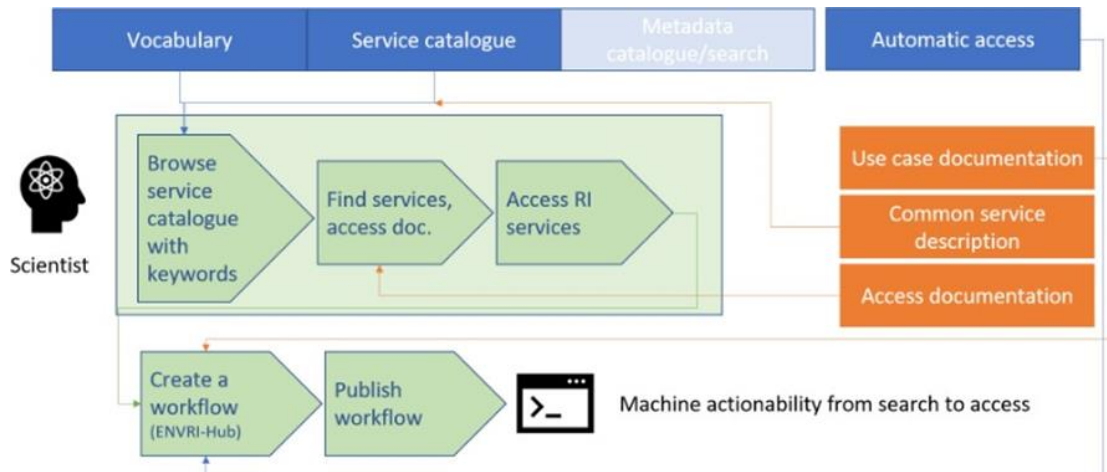 Vocabulary
Service catalogue
Metadata
catalogue/search
Automatic access
Browse
service
catalogue
with
keywords
Find services,
access doc.
Access RI
services
Use case documentation
Common service
description
Access documentation
Scientist
Create a
workflow
(ENVRI-Hub)
Publish
workflow
>_
Machine actionability from search to access